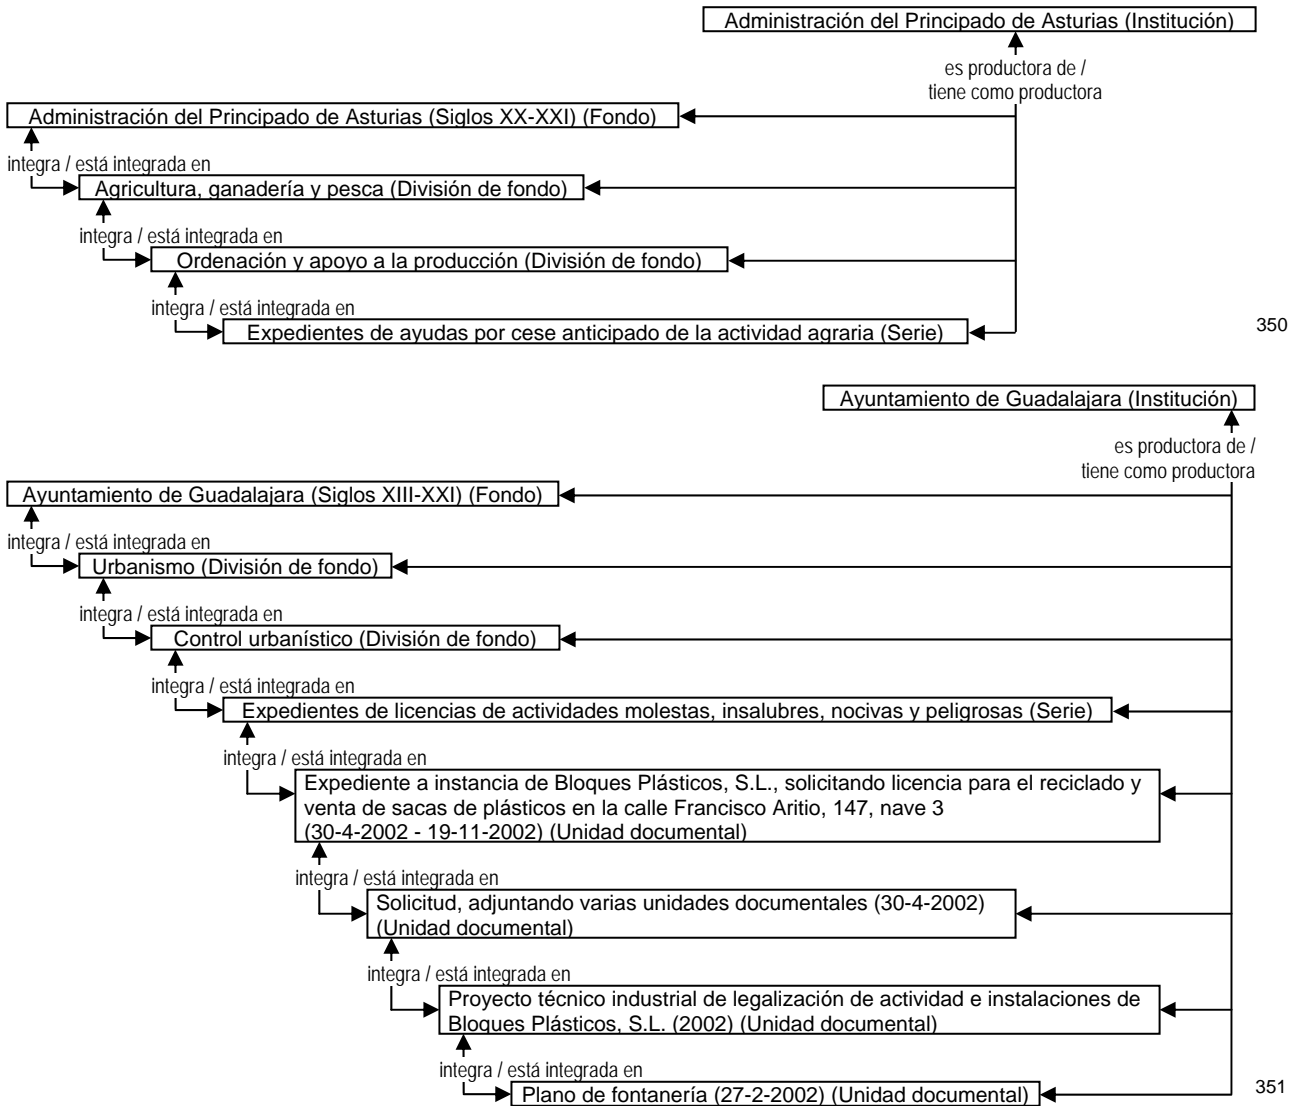 Administración del Principado de Asturias (Institución)
es productora de /
tiene como productora
Administración del Principado de Asturias (Siglos XX-XXI) (Fondo)
integra / está integrada en
Agricultura, ganadería y pesca (División de fondo)
integra / está integrada en
Ordenación y apoyo a la producción (División de fondo)
integra / está integrada en
Expedientes de ayudas por cese anticipado de la actividad agraria (Serie)
350
Ayuntamiento de Guadalajara (Institución)
es productora de /
tiene como productora
Ayuntamiento de Guadalajara (Siglos XIII-XXI) (Fondo)
integra / está integrada en
Urbanismo (División de fondo)
integra / está integrada en
Control urbanístico (División de fondo)
integra / está integrada en
Expedientes de licencias de actividades molestas, insalubres, nocivas y peligrosas (Serie)
integra / está integrada en
Expediente a instancia de Bloques Plásticos, S.L., solicitando licencia para el reciclado y
venta de sacas de plásticos en la calle Francisco Aritio, 147, nave 3
(30-4-2002 - 19-11-2002) (Unidad documental)
integra / está integrada en
Solicitud, adjuntando varias unidades documentales (30-4-2002)
(Unidad documental)
integra / está integrada en
Proyecto técnico industrial de legalización de actividad e instalaciones de
Bloques Plásticos, S.L. (2002) (Unidad documental)
integra / está integrada en
Plano de fontanería (27-2-2002) (Unidad documental)
351